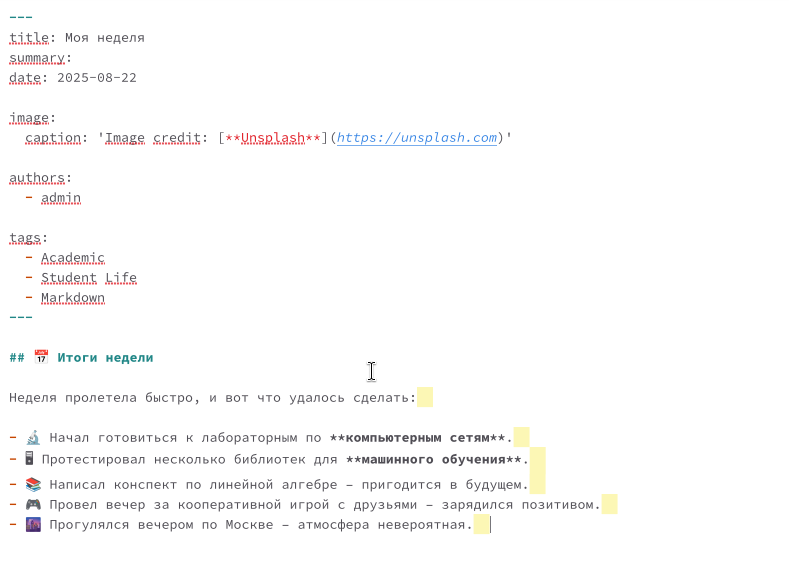 ---
title: Моя неделя
summary:
date: 2025-08-22
image:
caption: 'Image credit: [**Unsplash**](https://unsplash.com)'
authors:
- admin
tags:
- Academic
- Student Life
- Markdown
---
## 📅 Итоги недели
Неделя пролетела быстро, и вот что удалось сделать:
- 🔬 Начал готовиться к лабораторным по **компьютерным сетям**.
- 🖥 Протестировал несколько библиотек для **машинного обучения**.
- 📚 Написал конспект по линейной алгебре – пригодится в будущем.
- 🎮 Провел вечер за кооперативной игрой с друзьями – зарядился позитивом.
- 🌆 Прогулялся вечером по Москве – атмосфера невероятная.